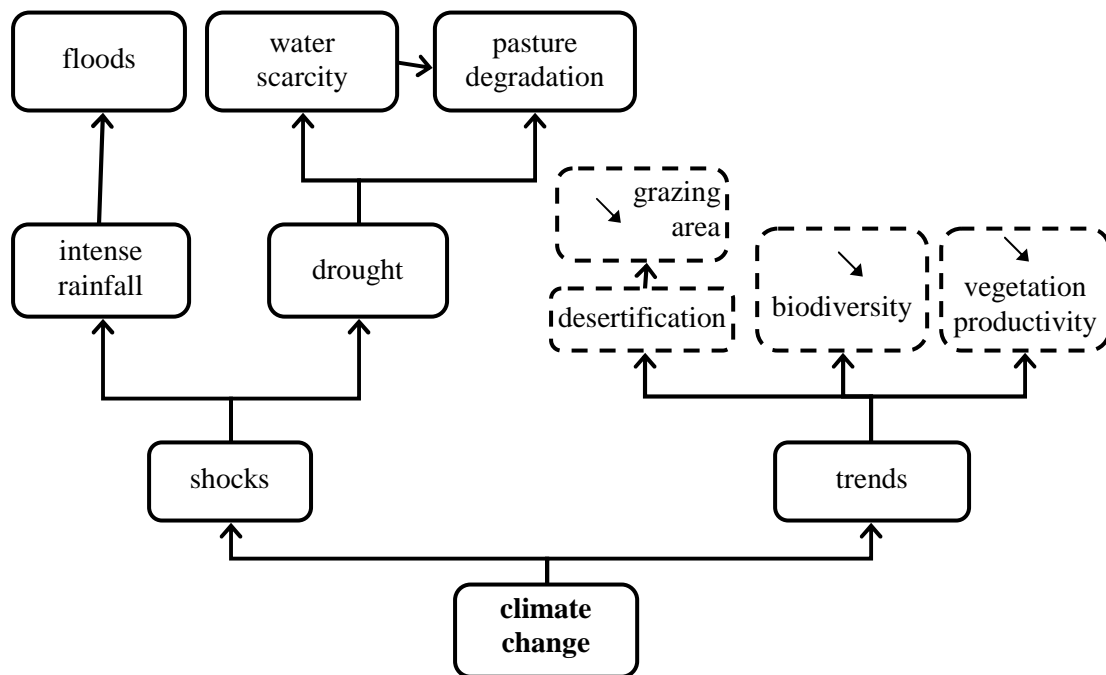 floods
water
scarcity
pasture
degradation
grazing
area
intense
rainfall
drought
desertification
biodiversity
vegetation
productivity
shocks
trends
climate
change